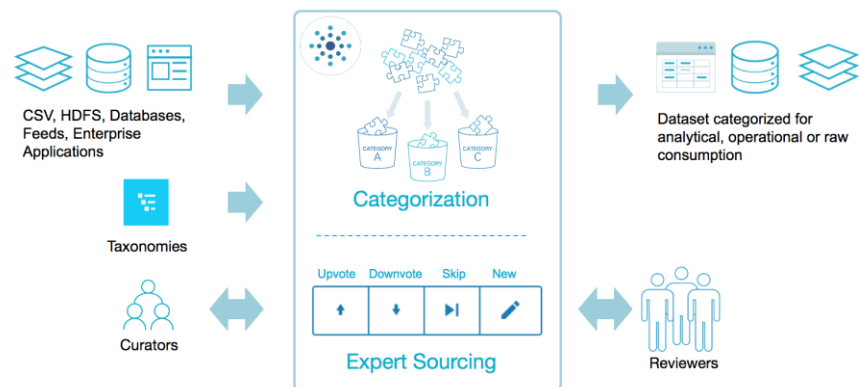 CSV, HDFS, Databases,
Feeds, Enterprise
Applications
Taxonomies
Curators
CATEGORY
A
CATEGORY
B
CATEGORY
C
Categorization
Upvote Downvote Skip New
Expert Sourcing
Dataset categorized for
analytical, operational or raw
consumption
Reviewers